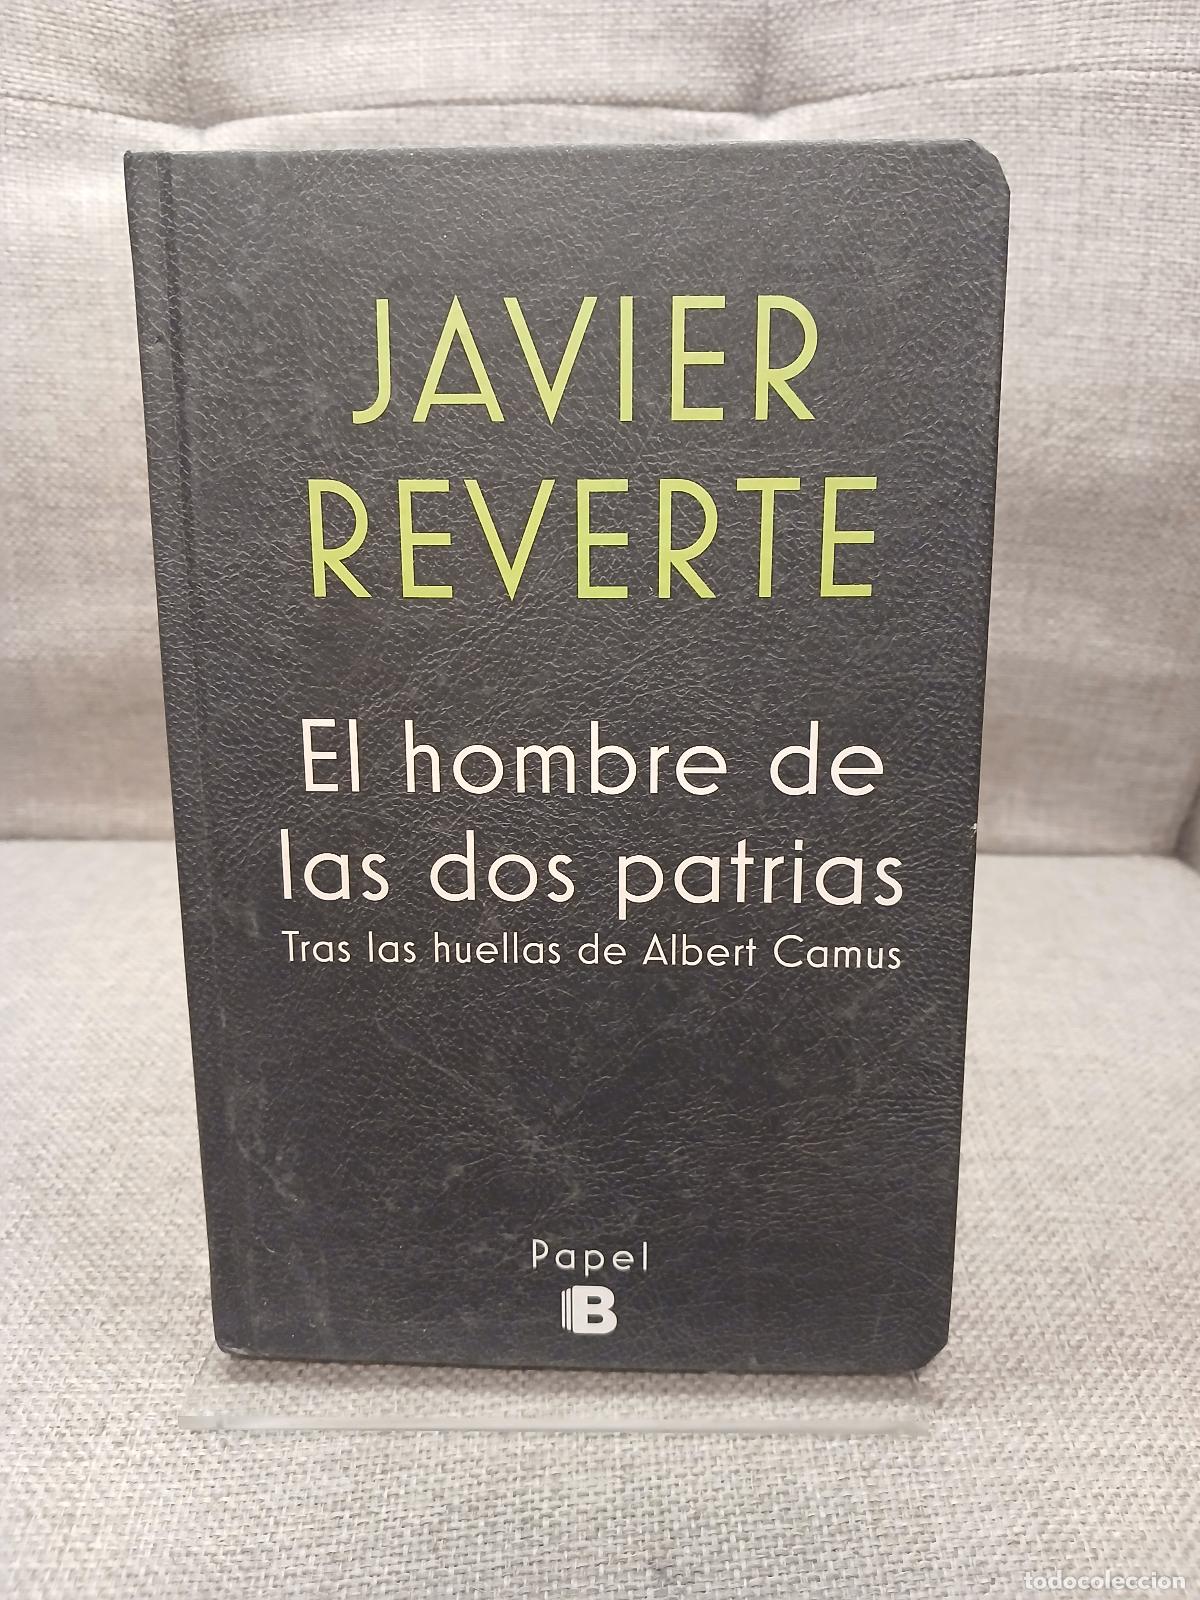 JAVIER
REVERTE
El hombre de
las dos patrias
Tras las huellas de Albert Camus
Papel
B
todocoleccion